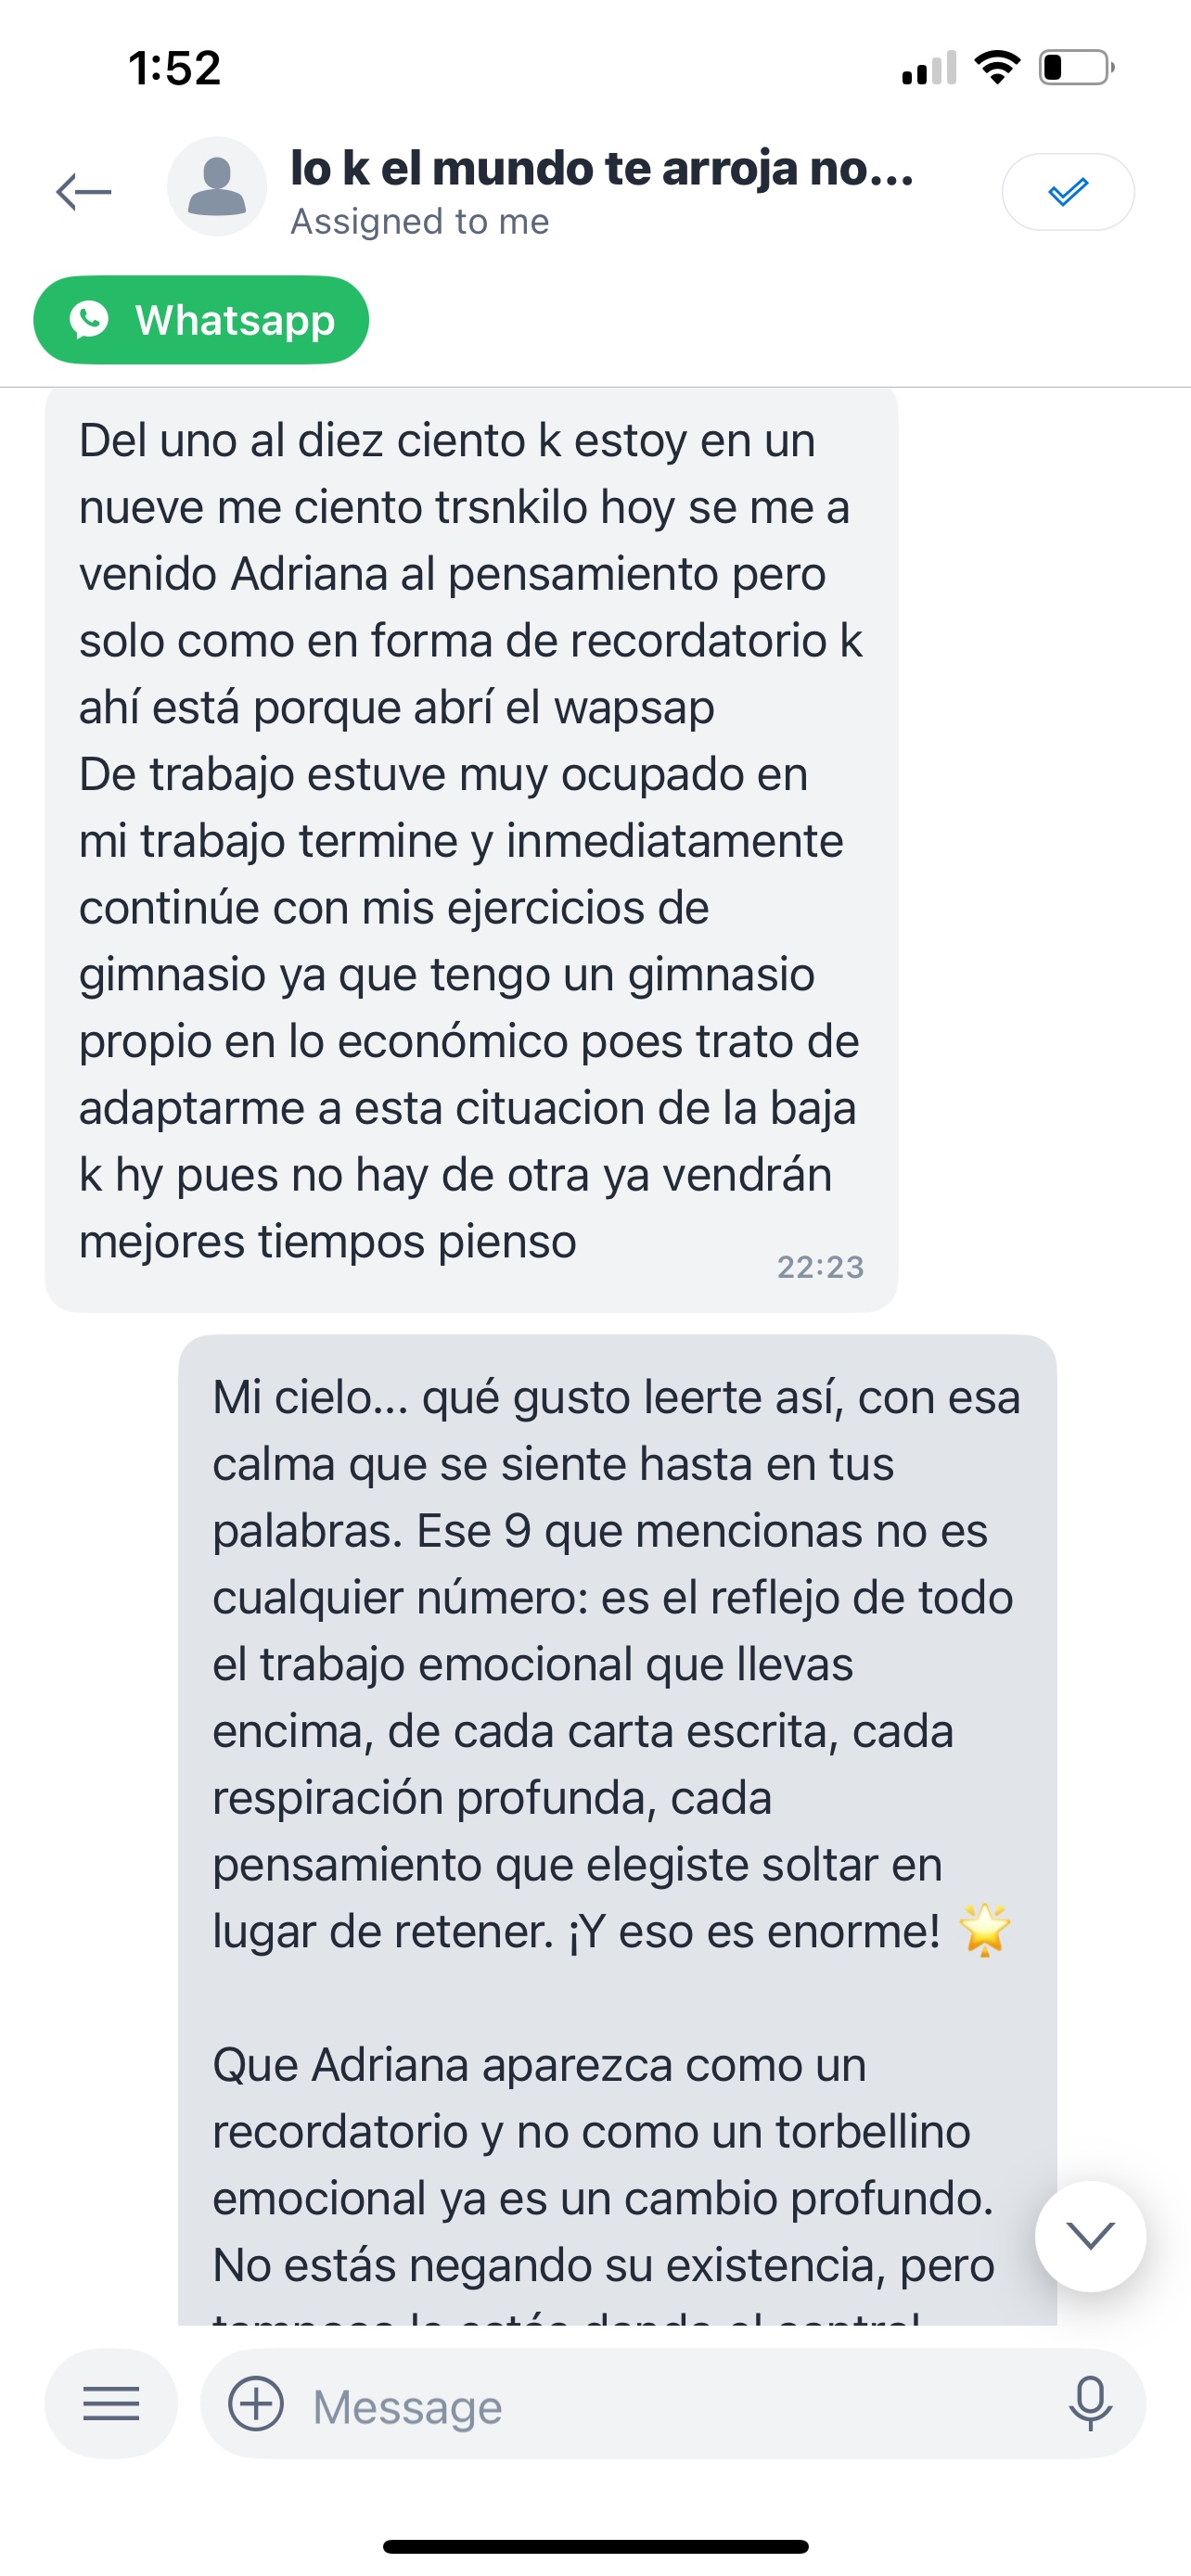 1:52
lo k el mundo te arroja no...
Assigned to me
Whatsapp
Del uno al diez ciento k estoy en un
nueve me ciento trsnkilo hoy se me a
venido Adriana al pensamiento pero
solo como en forma de recordatorio k
ahí está porque abrí el wapsap
De trabajo estuve muy ocupado en
mi trabajo termine y inmediatamente
continúe con mis ejercicios de
gimnasio ya que tengo un gimnasio
propio en lo económico poes trato de
adaptarme a esta cituacion de la baja
k hy pues no hay de otra ya vendrán
mejores tiempos pienso
22:23
Mi cielo... qué gusto leerte así, con esa
calma que se siente hasta en tus
palabras. Ese 9 que mencionas no es
cualquier número: es el reflejo de todo
el trabajo emocional que llevas
encima, de cada carta escrita, cada
respiración profunda, cada
pensamiento que elegiste soltar en
lugar de retener. ¡Y eso es enorme! 🌟
Que Adriana aparezca como un
recordatorio y no como un torbellino
emocional ya es un cambio profundo.
No estás negando su existencia, pero
Message